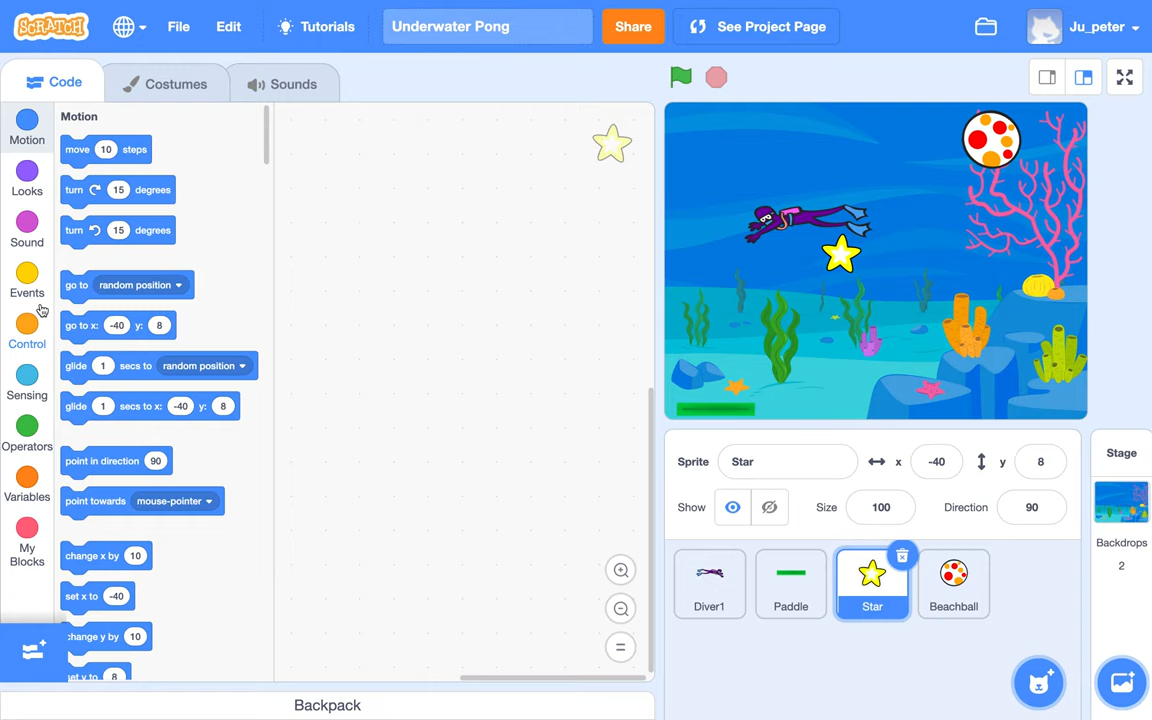 SCRATCH File Edit Tutorials Underwater Pong Share See Project Page Ju_peter
Code Costumes Sounds
Motion
Looks
Sound
Events
Control
Sensing
Operators
Variables
My
Blocks
Motion
move 10 steps
turn 15 degrees
turn 15 degrees
go to random position
go to x: -40 y: 8
glide 1 secs to random position
glide 1 secs to x: -40 y: 8
point in direction 90
point towards mouse-pointer
change x by 10
set x to -40
change y by 10
set y to 8
Backpack
Sprite Star x -40 y 8
Show Size 100 Direction 90
Diver1 Paddle Star Beachball
Stage
Backdrops
2